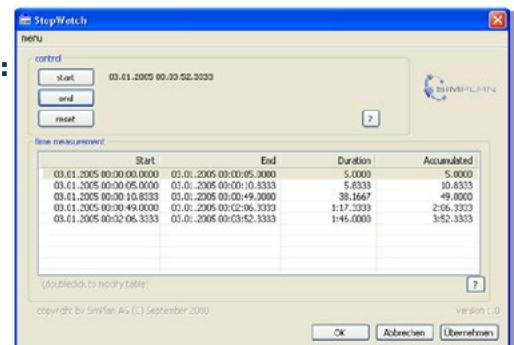 StopWatch
menu
:
control
start 03.01.2005 00:03:52.3333
end
reset
SIMPLAN
?
time measurement
Start End Duration Accumulated
03.01.2005 00:00:00.0000 03.01.2005 00:00:05.0000 5.0000 5.0000
03.01.2005 00:00:05.0000 03.01.2005 00:00:10.8333 5.8333 10.8333
03.01.2005 00:00:10.8333 03.01.2005 00:00:49.0000 38.1667 49.0000
03.01.2005 00:00:49.0000 03.01.2005 00:02:06.3333 1:17.3333 2:06.3333
03.01.2005 00:02:06.3333 03.01.2005 00:03:52.3333 1:46.0000 3:52.3333
(doubleclick to modify table) ?
copyright by SimPlan AG (C) September 2000 version 1.0
OK Abbrechen Übernehmen